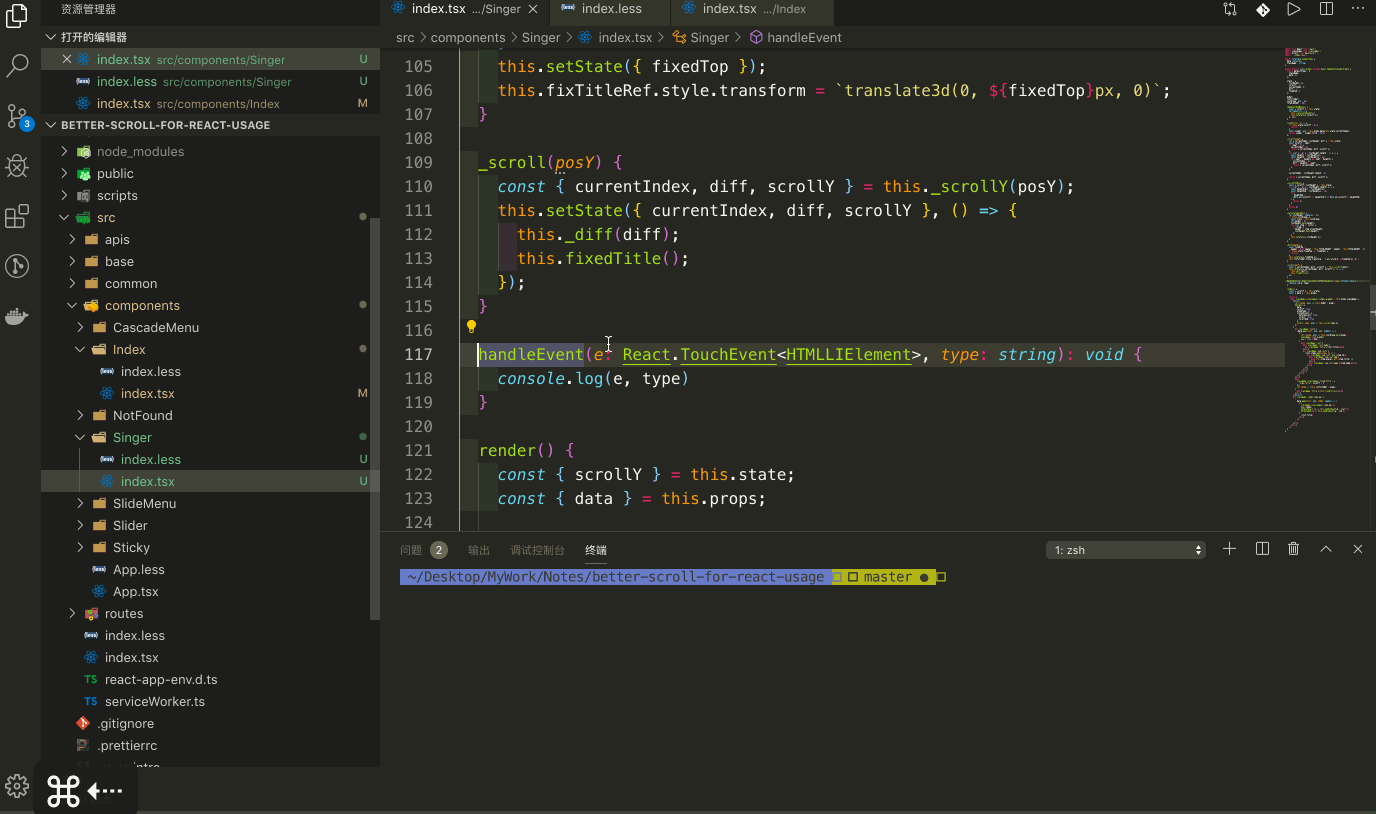 资源管理器
打开的编辑器
index.tsx src/components/Singer U
index.less src/components/Singer U
index.tsx src/components/Index M
BETTER-SCROLL-FOR-REACT-USAGE
node_modules
public
scripts
src
apis
base
common
components
CascadeMenu
Index
index.less
index.tsx M
NotFound
Singer
index.less U
index.tsx U
SlideMenu
Slider
Sticky
App.less
App.tsx
routes
index.less
index.tsx
TS react-app-env.d.ts
TS serviceWorker.ts
.gitignore
.prettierrc
3
index.tsx .../Singer
index.less
index.tsx .../Index
src > components > Singer > index.tsx > Singer > handleEvent
105 this.setState({ fixedTop });
106 this.fixTitleRef.style.transform = `translate3d(0, ${fixedTop}px, 0)`;
107 }
108
109 _scroll(posY) {
110 const { currentIndex, diff, scrollY } = this._scrollY(posY);
111 this.setState({ currentIndex, diff, scrollY }, () => {
112 this._diff(diff);
113 this.fixedTitle();
114 });
115 }
116
117 handleEvent(e: React.TouchEvent<HTMLLIElement>, type: string): void {
118 console.log(e, type)
119 }
120
121 render() {
122 const { scrollY } = this.state;
123 const { data } = this.props;
124
问题 2 输出 调试控制台 终端
1: zsh
~/Desktop/MyWork/Notes/better-scroll-for-react-usage master ●
⌘ ⇠